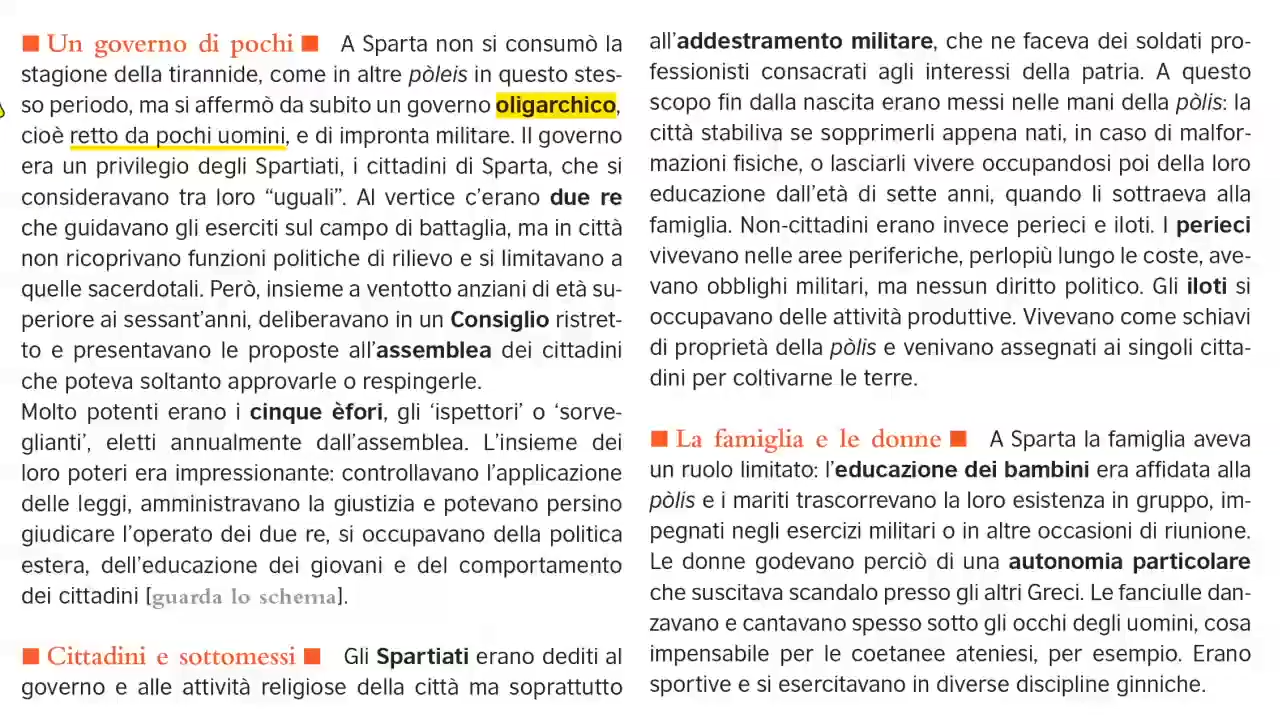 ■ Un governo di pochi ■ A Sparta non si consumò la
stagione della tirannide, come in altre pòleis in questo stes-
so periodo, ma si affermò da subito un governo oligarchico,
cioè retto da pochi uomini, e di impronta militare. Il governo
era un privilegio degli Spartiati, i cittadini di Sparta, che si
consideravano tra loro “uguali”. Al vertice c’erano due re
che guidavano gli eserciti sul campo di battaglia, ma in città
non ricoprivano funzioni politiche di rilievo e si limitavano a
quelle sacerdotali. Però, insieme a ventotto anziani di età su-
periore ai sessant’anni, deliberavano in un Consiglio ristret-
to e presentavano le proposte all’assemblea dei cittadini
che poteva soltanto approvarle o respingerle.
Molto potenti erano i cinque èfori, gli ‘ispettori’ o ‘sorve-
glianti’, eletti annualmente dall’assemblea. L’insieme dei
loro poteri era impressionante: controllavano l’applicazione
delle leggi, amministravano la giustizia e potevano persino
giudicare l’operato dei due re, si occupavano della politica
estera, dell’educazione dei giovani e del comportamento
dei cittadini [guarda lo schema].
■ Cittadini e sottomessi ■ Gli Spartiati erano dediti al
governo e alle attività religiose della città ma soprattutto
all’addestramento militare, che ne faceva dei soldati pro-
fessionisti consacrati agli interessi della patria. A questo
scopo fin dalla nascita erano messi nelle mani della pòlis: la
città stabiliva se sopprimerli appena nati, in caso di malfor-
mazioni fisiche, o lasciarli vivere occupandosi poi della loro
educazione dall’età di sette anni, quando li sottraeva alla
famiglia. Non-cittadini erano invece perieci e iloti. I perieci
vivevano nelle aree periferiche, perlopiù lungo le coste, ave-
vano obblighi militari, ma nessun diritto politico. Gli iloti si
occupavano delle attività produttive. Vivevano come schiavi
di proprietà della pòlis e venivano assegnati ai singoli citta-
dini per coltivarne le terre.
■ La famiglia e le donne ■ A Sparta la famiglia aveva
un ruolo limitato: l’educazione dei bambini era affidata alla
pòlis e i mariti trascorrevano la loro esistenza in gruppo, im-
pegnati negli esercizi militari o in altre occasioni di riunione.
Le donne godevano perciò di una autonomia particolare
che suscitava scandalo presso gli altri Greci. Le fanciulle dan-
zavano e cantavano spesso sotto gli occhi degli uomini, cosa
impensabile per le coetanee ateniesi, per esempio. Erano
sportive e si esercitavano in diverse discipline ginniche.